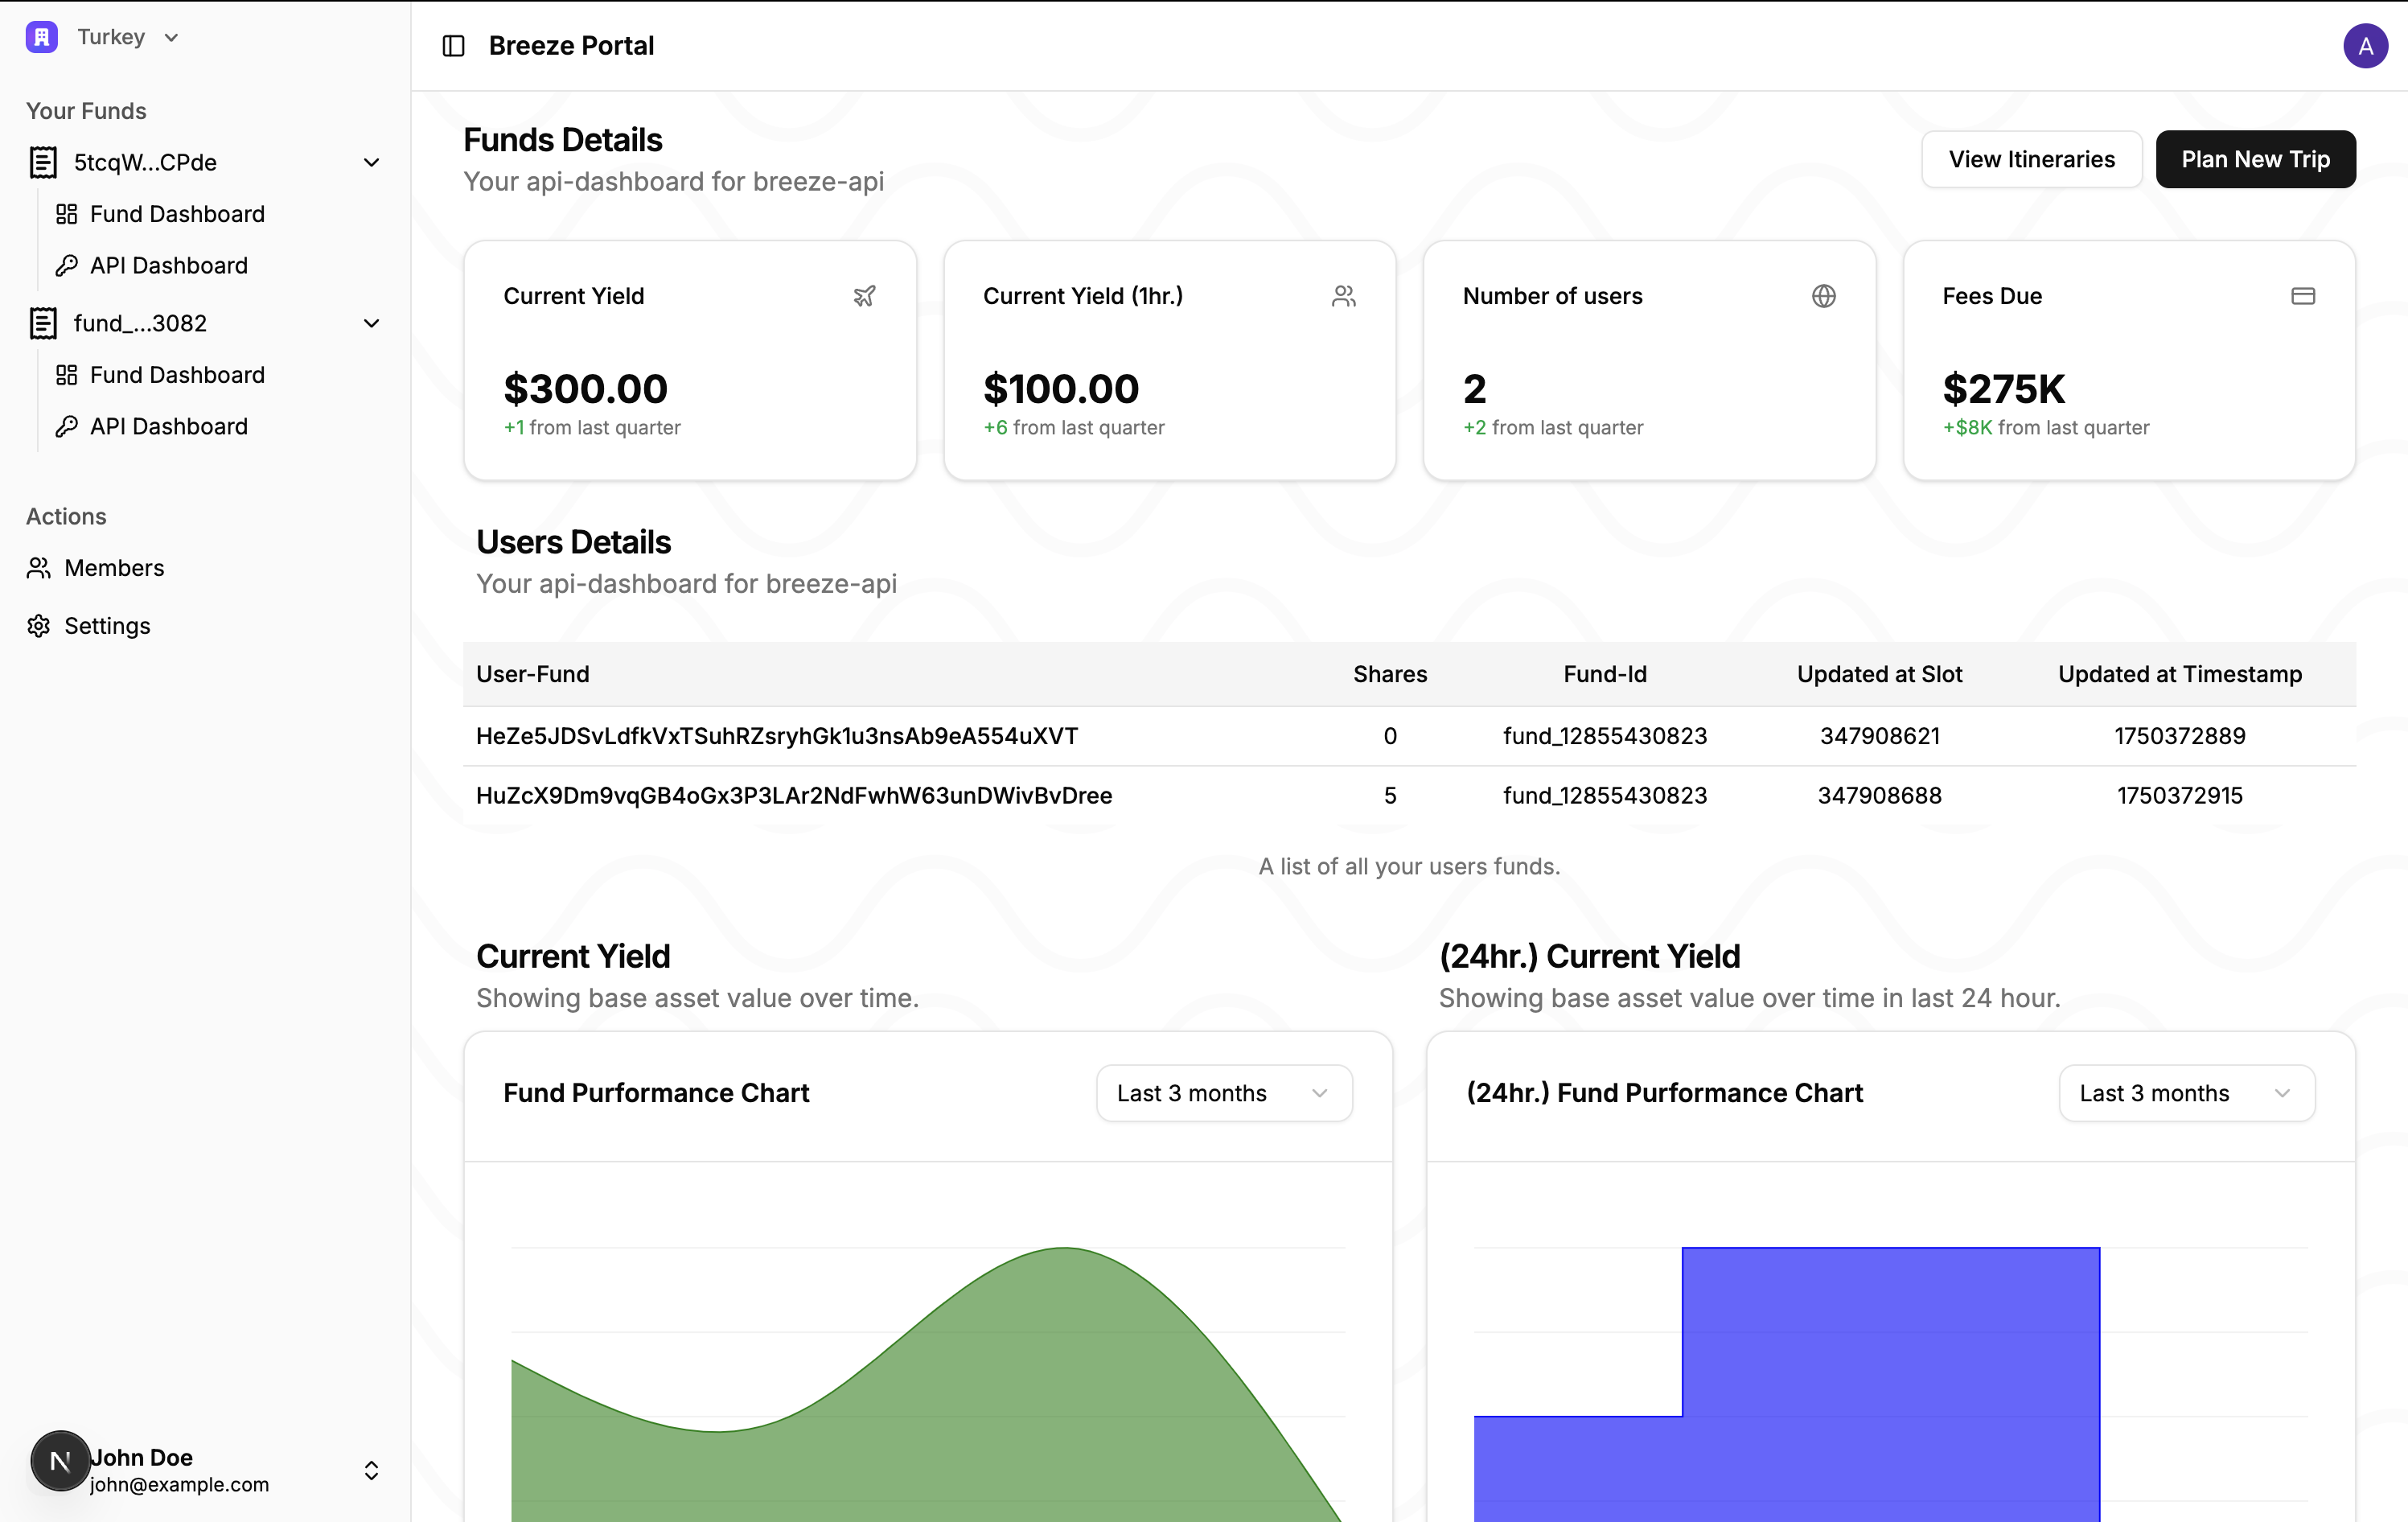 Turkey
Your Funds
5tcqW...CPde
Fund Dashboard
API Dashboard
fund_...3082
Fund Dashboard
API Dashboard
Actions
Members
Settings
N
John Doe
john@example.com
Breeze Portal
A
Funds Details
Your api-dashboard for breeze-api
View Itineraries
Plan New Trip
Current Yield
$300.00
+1 from last quarter
Current Yield (1hr.)
$100.00
+6 from last quarter
Number of users
2
+2 from last quarter
Fees Due
$275K
+$8K from last quarter
Users Details
Your api-dashboard for breeze-api
User-Fund Shares Fund-Id Updated at Slot Updated at Timestamp
HeZe5JDSvLdfkVxTSuhRZsryhGk1u3nsAb9eA554uXVT 0 fund_12855430823 347908621 1750372889
HuZcX9Dm9vqGB4oGx3P3LAr2NdFwhW63unDWivBvDree 5 fund_12855430823 347908688 1750372915
A list of all your users funds.
Current Yield
Showing base asset value over time.
Fund Purformance Chart
Last 3 months
(24hr.) Current Yield
Showing base asset value over time in last 24 hour.
(24hr.) Fund Purformance Chart
Last 3 months